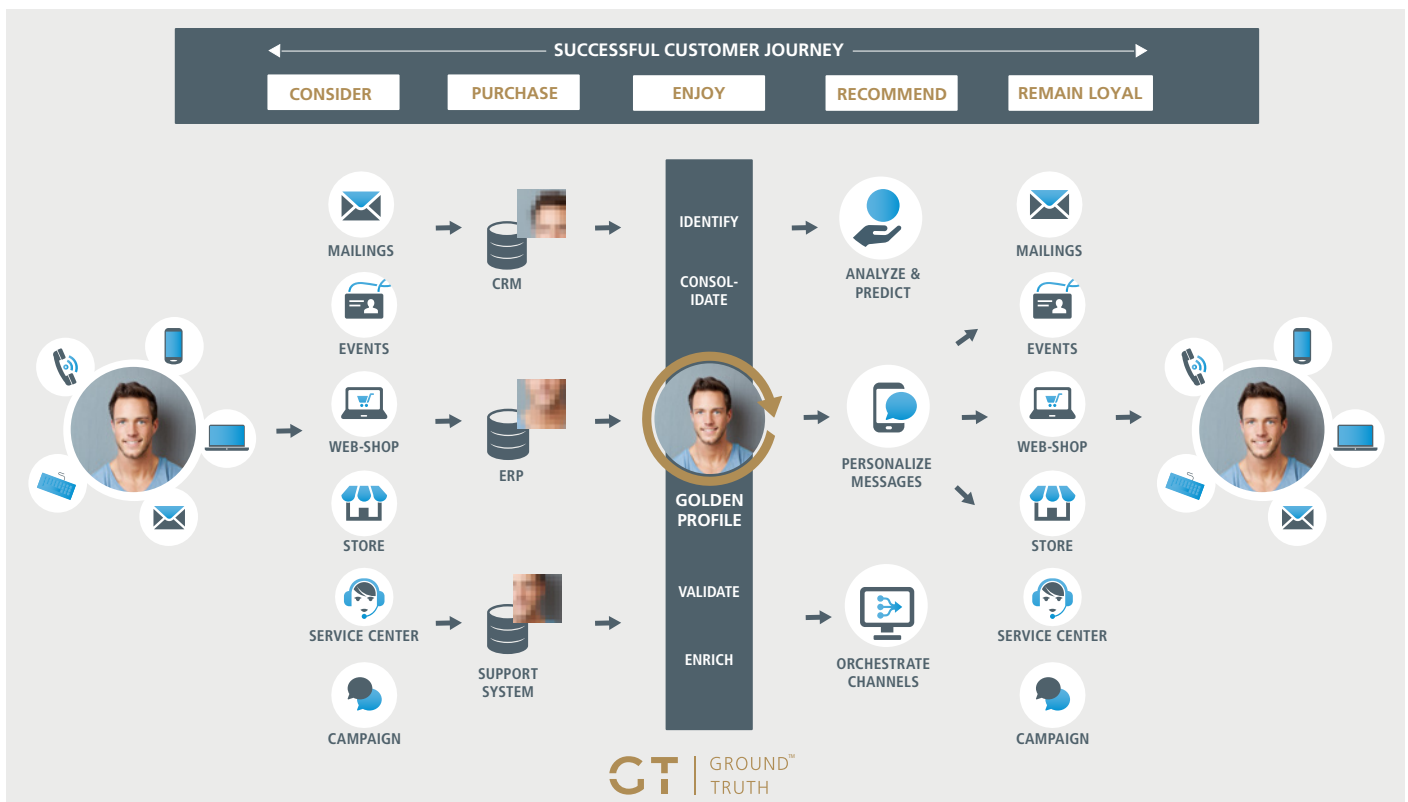 SUCCESSFUL CUSTOMER JOURNEY
CONSIDER
PURCHASE
ENJOY
RECOMMEND
REMAIN LOYAL
MAILINGS
EVENTS
WEB-SHOP
STORE
SERVICE CENTER
CAMPAIGN
CRM
ERP
SUPPORT
SYSTEM
IDENTIFY
CONSOL-
IDATE
GOLDEN
PROFILE
VALIDATE
ENRICH
ANALYZE &
PREDICT
PERSONALIZE
MESSAGES
ORCHESTRATE
CHANNELS
MAILINGS
EVENTS
WEB-SHOP
STORE
SERVICE CENTER
CAMPAIGN
GT
GROUND™
TRUTH